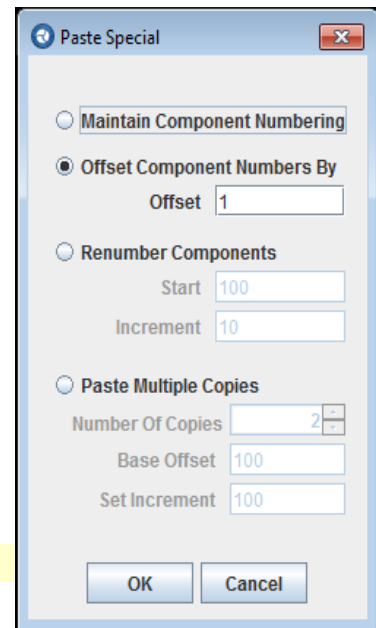 Paste Special
Maintain Component Numbering
Offset Component Numbers By
Offset 1
Renumber Components
Start 100
Increment 10
Paste Multiple Copies
Number Of Copies 2
Base Offset 100
Set Increment 100
OK Cancel